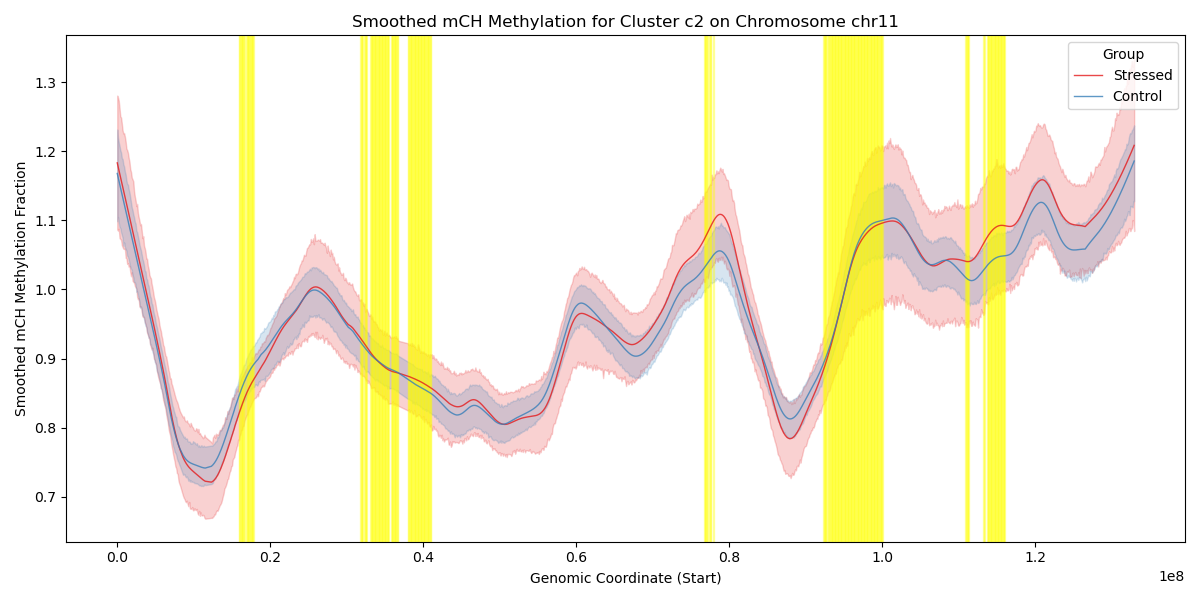 Smoothed mCH Methylation for Cluster c2 on Chromosome chr11
Group
Stressed
Control
Smoothed mCH Methylation Fraction
1.3
1.2
1.1
1.0
0.9
0.8
0.7
0.0
0.2
0.4
0.6
0.8
1.0
1.2
1e8
Genomic Coordinate (Start)